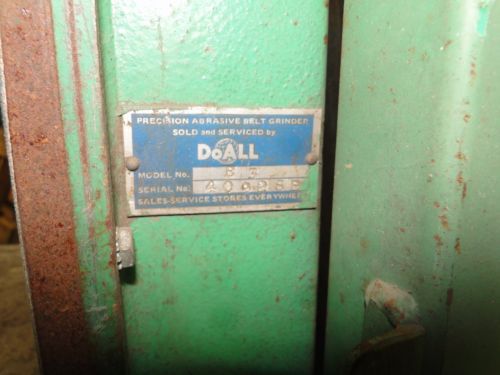 PRECISION ABRASIVE BELT GRINDER
SOLD and SERVICED by
DoALL
MODEL No.
SERIAL No.
SALES-SERVICE STORES EVERYWHERE